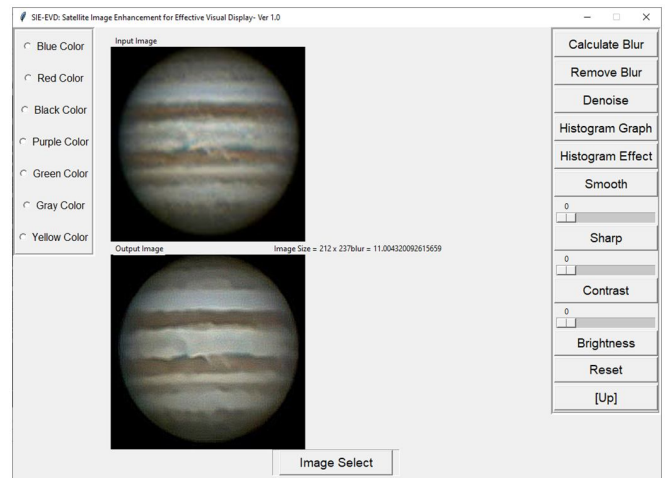 SIE-EVD: Satellite Image Enhancement for Effective Visual Display- Ver 1.0
Blue Color
Red Color
Black Color
Purple Color
Green Color
Gray Color
Yellow Color
Input Image
Output Image
Image Size = 212 x 237blur = 11.004320092615659
Image Select
Calculate Blur
Remove Blur
Denoise
Histogram Graph
Histogram Effect
Smooth
0
Sharp
0
Contrast
0
Brightness
Reset
[Up]